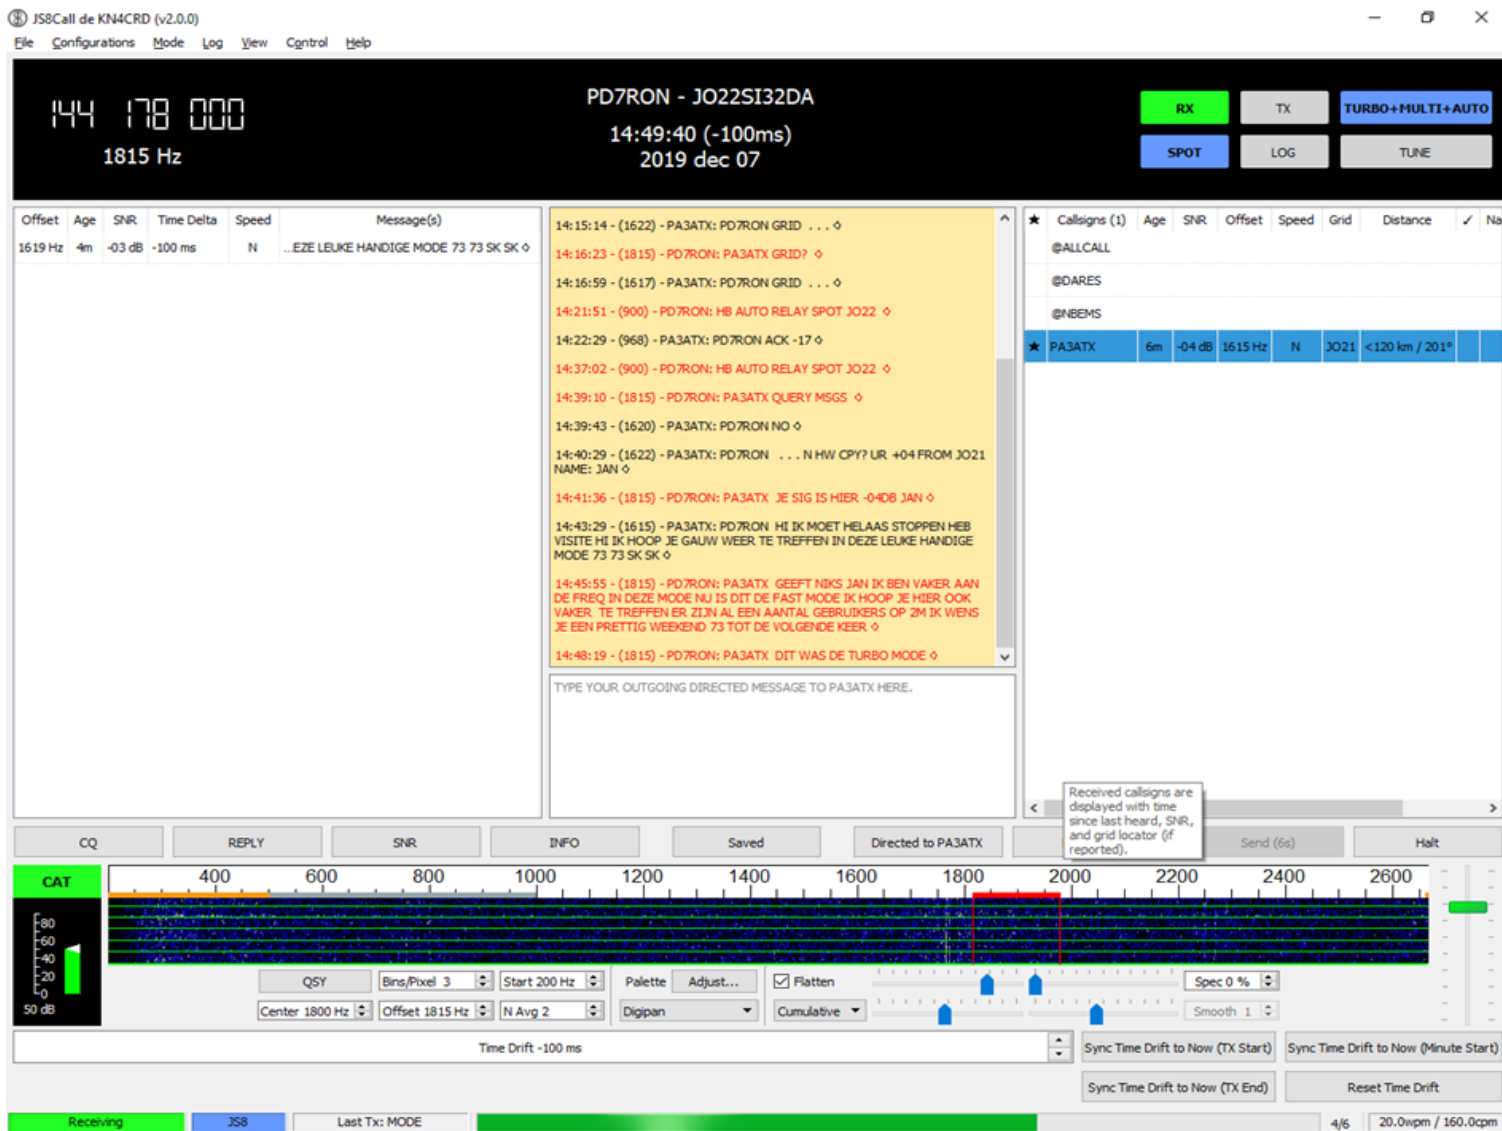 JS8Call de KN4CRD (v2.0.0)
File Configurations Mode Log View Control Help
144 178 000
1815 Hz
PD7RON - JO22SI32DA
14:49:40 (-100ms)
2019 dec 07
RX TX TURBO+MULTI+AUTO
SPOT LOG TUNE
Offset Age SNR Time Delta Speed Message(s)
1619 Hz 4m -03 dB -100 ms N ...EZE LEUKE HANDIGE MODE 73 73 SK SK ◇
14:15:14 - (1622) - PA3ATX: PD7RON GRID ... ◇
14:16:23 - (1815) - PD7RON: PA3ATX GRID? ◇
14:16:59 - (1617) - PA3ATX: PD7RON GRID ... ◇
14:21:51 - (900) - PD7RON: HB AUTO RELAY SPOT JO22 ◇
14:22:29 - (968) - PA3ATX: PD7RON ACK -17 ◇
14:37:02 - (900) - PD7RON: HB AUTO RELAY SPOT JO22 ◇
14:39:10 - (1815) - PD7RON: PA3ATX QUERY MSGS ◇
14:39:43 - (1620) - PA3ATX: PD7RON NO ◇
14:40:29 - (1622) - PA3ATX: PD7RON ... N HW CPY? UR +04 FROM JO21
NAME: JAN ◇
14:41:36 - (1815) - PD7RON: PA3ATX JE SIG IS HIER -04DB JAN ◇
14:43:29 - (1615) - PA3ATX: PD7RON HI IK MOET HELAAS STOPPEN HEB
VISITE HI IK HOOP JE GAUW WEER TE TREFFEN IN DEZE LEUKE HANDIGE
MODE 73 73 SK SK ◇
14:45:55 - (1815) - PD7RON: PA3ATX GEEFT NIKS JAN IK BEN VAKER AAN
DE FREQ IN DEZE MODE NU IS DIT DE FAST MODE IK HOOP JE HIER OOK
VAKER TE TREFFEN ER ZIJN AL EEN AANTAL GEBRUIKERS OP 2M IK WENS
JE EEN PRETTIG WEEKEND 73 TOT DE VOLGENDE KEER ◇
14:48:19 - (1815) - PD7RON: PA3ATX DIT WAS DE TURBO MODE ◇
TYPE YOUR OUTGOING DIRECTED MESSAGE TO PA3ATX HERE.
★ Callsigns (1) Age SNR Offset Speed Grid Distance ✓ Na
@ALLCALL
@DARES
@NBEMS
★ PA3ATX 6m -04 dB 1615 Hz N JO21 <120 km / 201°
Received callsigns are
displayed with time
since last heard, SNR,
and grid locator (if
reported).
CQ REPLY SNR INFO Saved Directed to PA3ATX Send (6s) Halt
CAT
400 600 800 1000 1200 1400 1600 1800 2000 2200 2400 2600
80
60
40
20
0
50 dB
QSY Bins/Pixel 3 Start 200 Hz Palette Adjust... Flatten Spec 0 %
Center 1800 Hz Offset 1815 Hz N Avg 2 Digipan Cumulative Smooth 1
Time Drift -100 ms
Sync Time Drift to Now (TX Start) Sync Time Drift to Now (Minute Start)
Sync Time Drift to Now (TX End) Reset Time Drift
Receiving JS8 Last Tx: MODE 4/6 20.0wpm / 160.0cpm